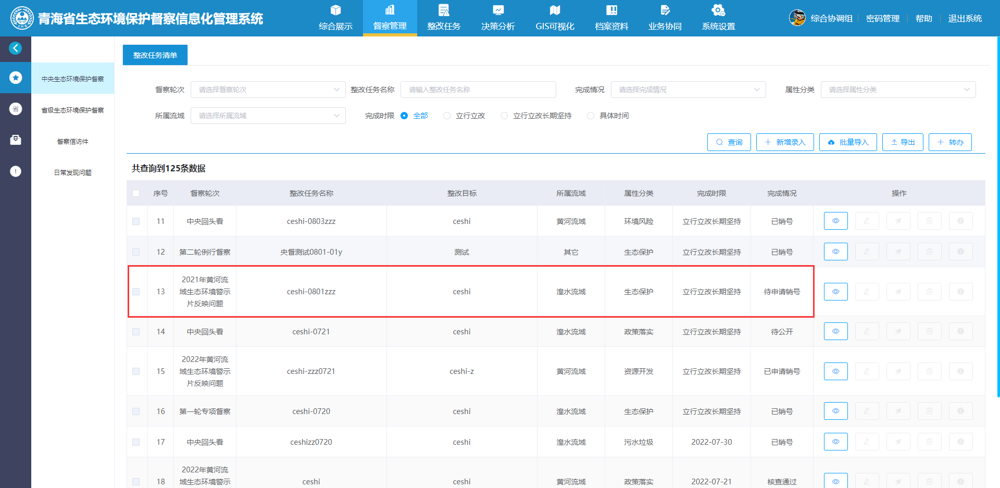 青海省生态环境保护督察信息化管理系统
综合展示
督察管理
整改任务
决策分析
GIS可视化
档案资料
业务协同
系统设置
综合协调组
密码管理
帮助
退出系统
ZHB
省
中央生态环境保护督察
省级生态环境保护督察
督察信访件
日常发现问题
整改任务清单
督察轮次 请选择督察轮次 整改任务名称 请输入整改任务名称 完成情况 请选择完成情况 属性分类 请选择属性分类
所属流域 请选择所属流域 完成时限 全部 立行立改 立行立改长期坚持 具体时间
查询 新增录入 批量导入 导出 转办
共查询到125条数据
序号 督察轮次 整改任务名称 整改目标 所属流域 属性分类 完成时限 完成情况 操作
11 中央回头看 ceshi-0803zzz ceshi 黄河流域 环境风险 立行立改长期坚持 已销号
12 第二轮例行督察 央督测试0801-01y 测试 其它 生态保护 立行立改长期坚持 已销号
2021年黄河流
域生态环境警示
片反映问题
13 ceshi-0801zzz ceshi 湟水流域 生态保护 立行立改长期坚持 待申请销号
14 中央回头看 ceshi-0721 ceshi 湟水流域 政策落实 立行立改长期坚持 待公开
2022年黄河流
域生态环境警示
片反映问题
15 ceshi-zzz0721 ceshi-z 黄河流域 资源开发 立行立改长期坚持 已申请销号
16 第一轮专项督察 ceshi-0720 ceshi 湟水流域 生态保护 立行立改长期坚持 已销号
17 中央回头看 ceshizz0720 ceshi 湟水流域 污水垃圾 2022-07-30 已销号
2022年黄河流
域生态环境警示
18 ceshi ceshi 黄河流域 政策落实 2022-07-21 核查通过